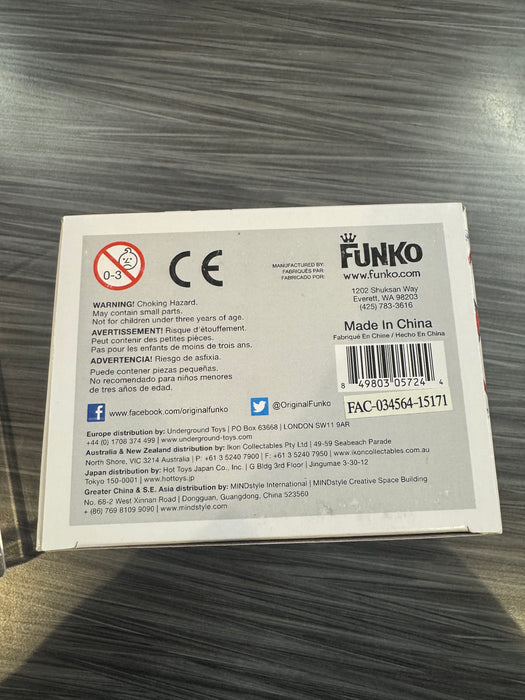 0-3
CE
MANUFACTURED BY:
FABRIQUÉS PAR:
FABRICADO POR:
FUNKO
www.funko.com
1202 Shuksan Way
Everett, WA 98203
(425) 783-3616
WARNING! Choking Hazard.
May contain small parts.
Not for children under three years of age.
AVERTISSEMENT! Risque d'étouffement.
Peut contenir des petites pièces.
Pas pour les enfants de moins de trois ans.
ADVERTENCIA! Riesgo de asfixia.
Puede contener piezas pequeñas.
No recomendado para niños menores
de tres años de edad.
Made In China
Fabriqué En Chine / Hecho En China
8 49803 05724 4
FAC-034564-15171
www.facebook.com/originalfunko
@OriginalFunko
Europe distribution by: Underground Toys | PO Box 63668 | LONDON SW11 9AR
+44 (0) 1708 374 499 | www.underground-toys.com
Australia & New Zealand distribution by: Ikon Collectables Pty Ltd | 49-59 Seabeach Parade
North Shore, VIC 3214 Australia | P: +61 3 5240 7900 | F: +61 3 5240 7950 | www.ikoncollectables.com
Japan distribution by: Hot Toys Japan Co., Inc. | G Bldg 3rd Floor | Jingumae 3-30-12
Tokyo 150-0001 | www.hottoys.jp
Greater China & S.E. Asia distribution by: MINDstyle International | MINDstyle Creative Space Building
No. 68-2 West Xinnan Road | Dongguan, Guangdong, China 523560
+ (86) 769 8109 9090 | www.mindstyle.com